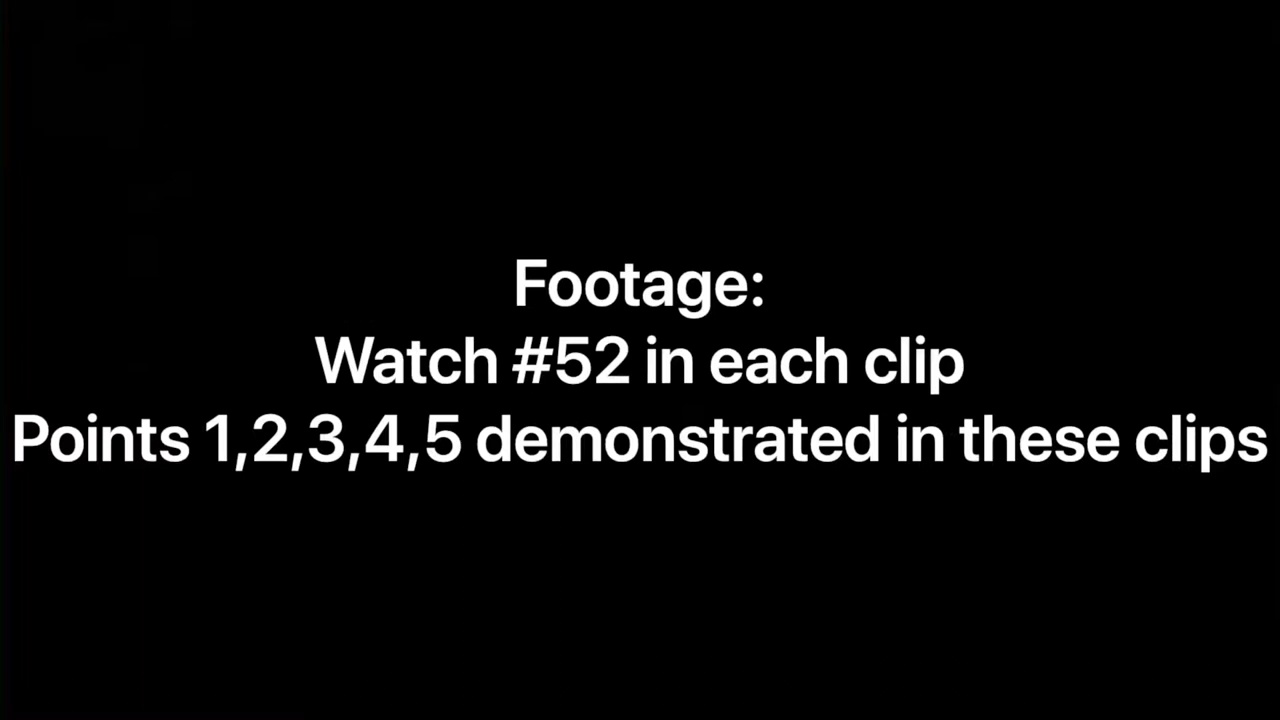 Footage:
Watch #52 in each clip
Points 1,2,3,4,5 demonstrated in these clips